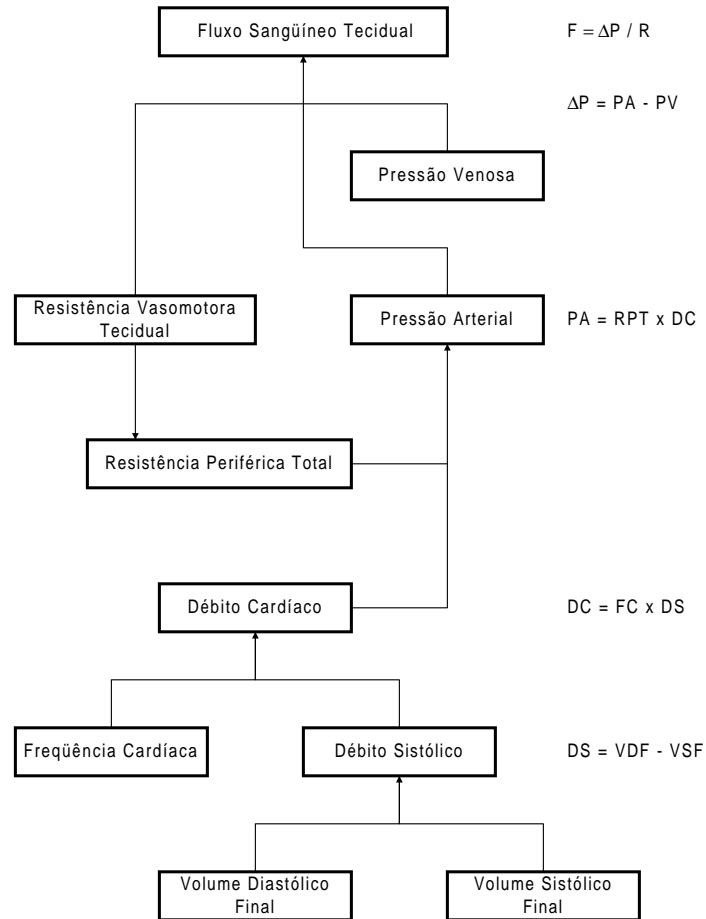 Fluxo Sangüíneo Tecidual
F = ΔP / R
ΔP = PA - PV
Pressão Venosa
Resistência Vasomotora
Tecidual
Pressão Arterial
PA = RPT x DC
Resistência Periférica Total
Débito Cardíaco
DC = FC x DS
Freqüência Cardíaca
Débito Sistólico
DS = VDF - VSF
Volume Diastólico
Final
Volume Sistólico
Final